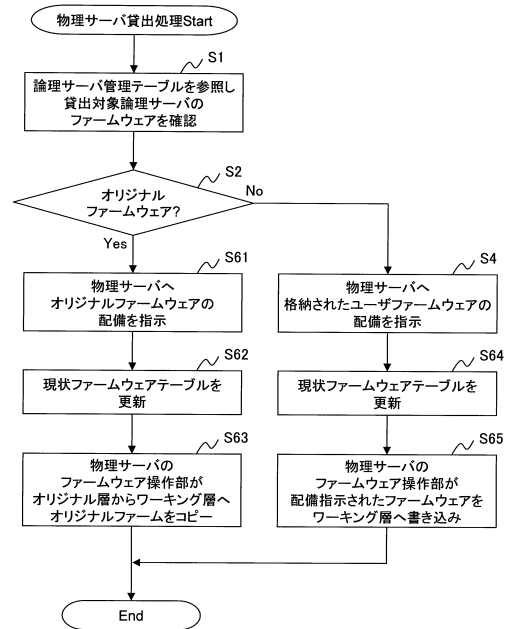 物理サーバ貸出処理Start
S1
論理サーバ管理テーブルを参照し
貸出対象論理サーバの
ファームウェアを確認
S2
オリジナル
ファームウェア?
No
Yes
S61
物理サーバへ
オリジナルファームウェアの
配備を指示
S4
物理サーバへ
格納されたユーザファームウェアの
配備を指示
S62
現状ファームウェアテーブルを
更新
S64
現状ファームウェアテーブルを
更新
S63
物理サーバの
ファームウェア操作部が
オリジナル層からワーキング層へ
オリジナルファームをコピー
S65
物理サーバの
ファームウェア操作部が
配備指示されたファームウェアを
ワーキング層へ書き込み
End